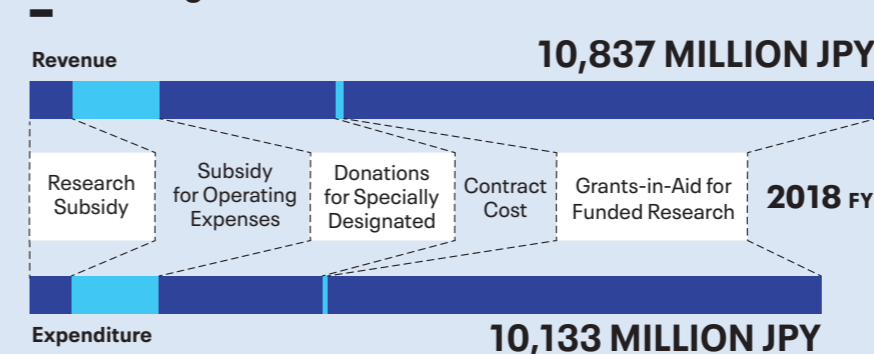 Revenue
10,837 MILLION JPY
Research
Subsidy
Subsidy
for Operating
Expenses
Donations
for Specially
Designated
Contract
Cost
Grants-in-Aid for
Funded Research
2018 FY
Expenditure
10,133 MILLION JPY